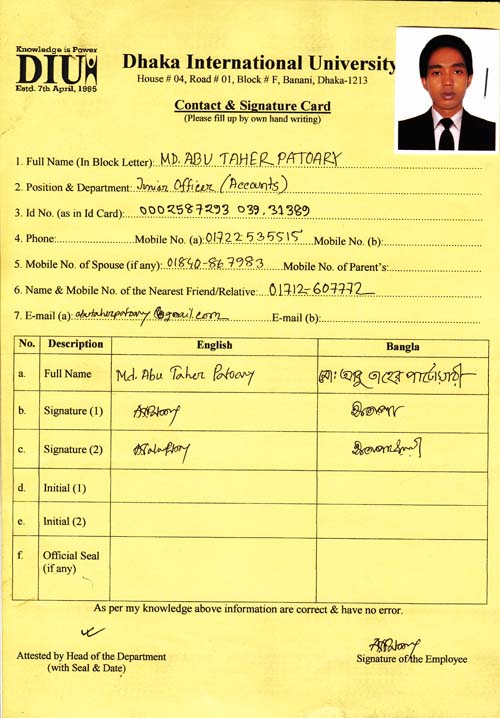 Knowledge is Power
DIU
Estd. 7th April, 1995
Dhaka International University
House # 04, Road # 01, Block # F, Banani, Dhaka-1213
Contact & Signature Card
(Please fill up by own hand writing)
1. Full Name (In Block Letter): MD. ABU TAHER PATOARY
2. Position & Department: Junior Officer (Accounts)
3. Id No. (as in Id Card): 0002587293 039.31389
4. Phone: Mobile No. (a): 01722-535515 Mobile No. (b):
5. Mobile No. of Spouse (if any): 01840-867983 Mobile No. of Parent's:
6. Name & Mobile No. of the Nearest Friend/Relative: 01712-607772
7. E-mail (a): abutaherpatoary@gmail.com E-mail (b):
No. Description English Bangla
a. Full Name Md. Abu Taher Patoary মোঃ আবু তাহের পাটোয়ারী
b. Signature (1)
c. Signature (2)
d. Initial (1)
e. Initial (2)
f. Official Seal
(if any)
As per my knowledge above information are correct & have no error.
Attested by Head of the Department
(with Seal & Date)
Signature of the Employee